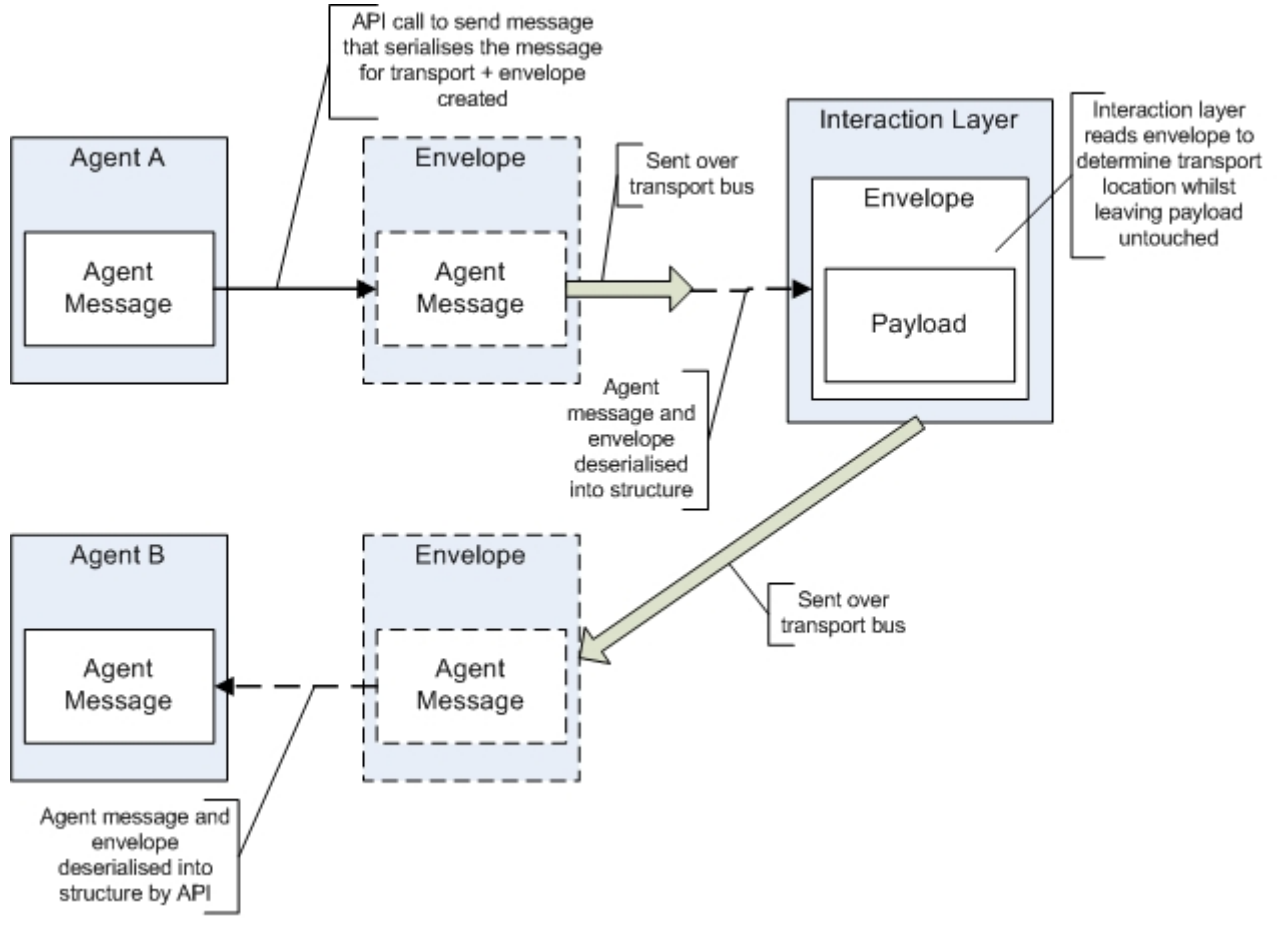 API call to send message
that serialises the message
for transport + envelope
created
Agent A
Agent
Message
Envelope
Agent
Message
Sent over
transport bus
Interaction Layer
Envelope
Payload
Interaction layer
reads envelope to
determine transport
location whilst
leaving payload
untouched
Agent
message and
envelope
deserialised
into structure
Agent B
Agent
Message
Envelope
Agent
Message
Sent over
transport bus
Agent message and
envelope
deserialised into
structure by API